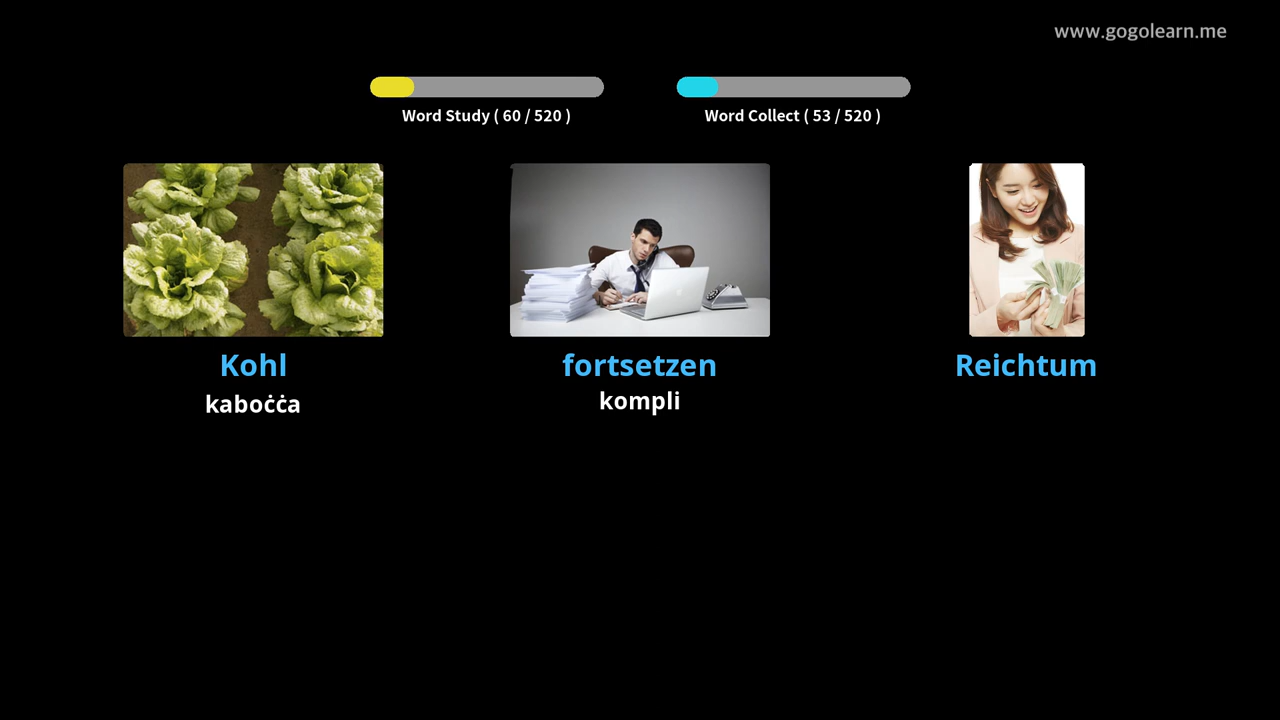 www.gogolearn.me
Word Study ( 60 / 520 )
Word Collect ( 53 / 520 )
Kohl
kaboċċa
fortsetzen
kompli
Reichtum